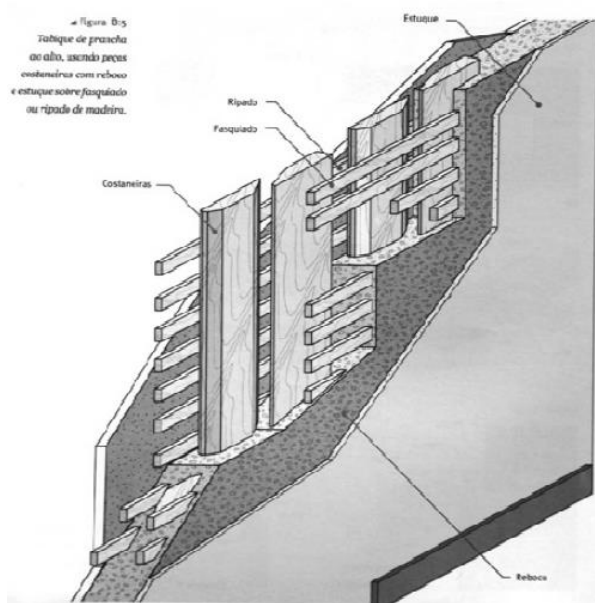 ◄ Figura B15
Tabique de prancha
ao alto, usando peças
costaneiras com reboco
e estuque sobre fasquiado
ou ripado de madeira.
Estuque
Ripado
Fasquiado
Costaneiras
Reboco